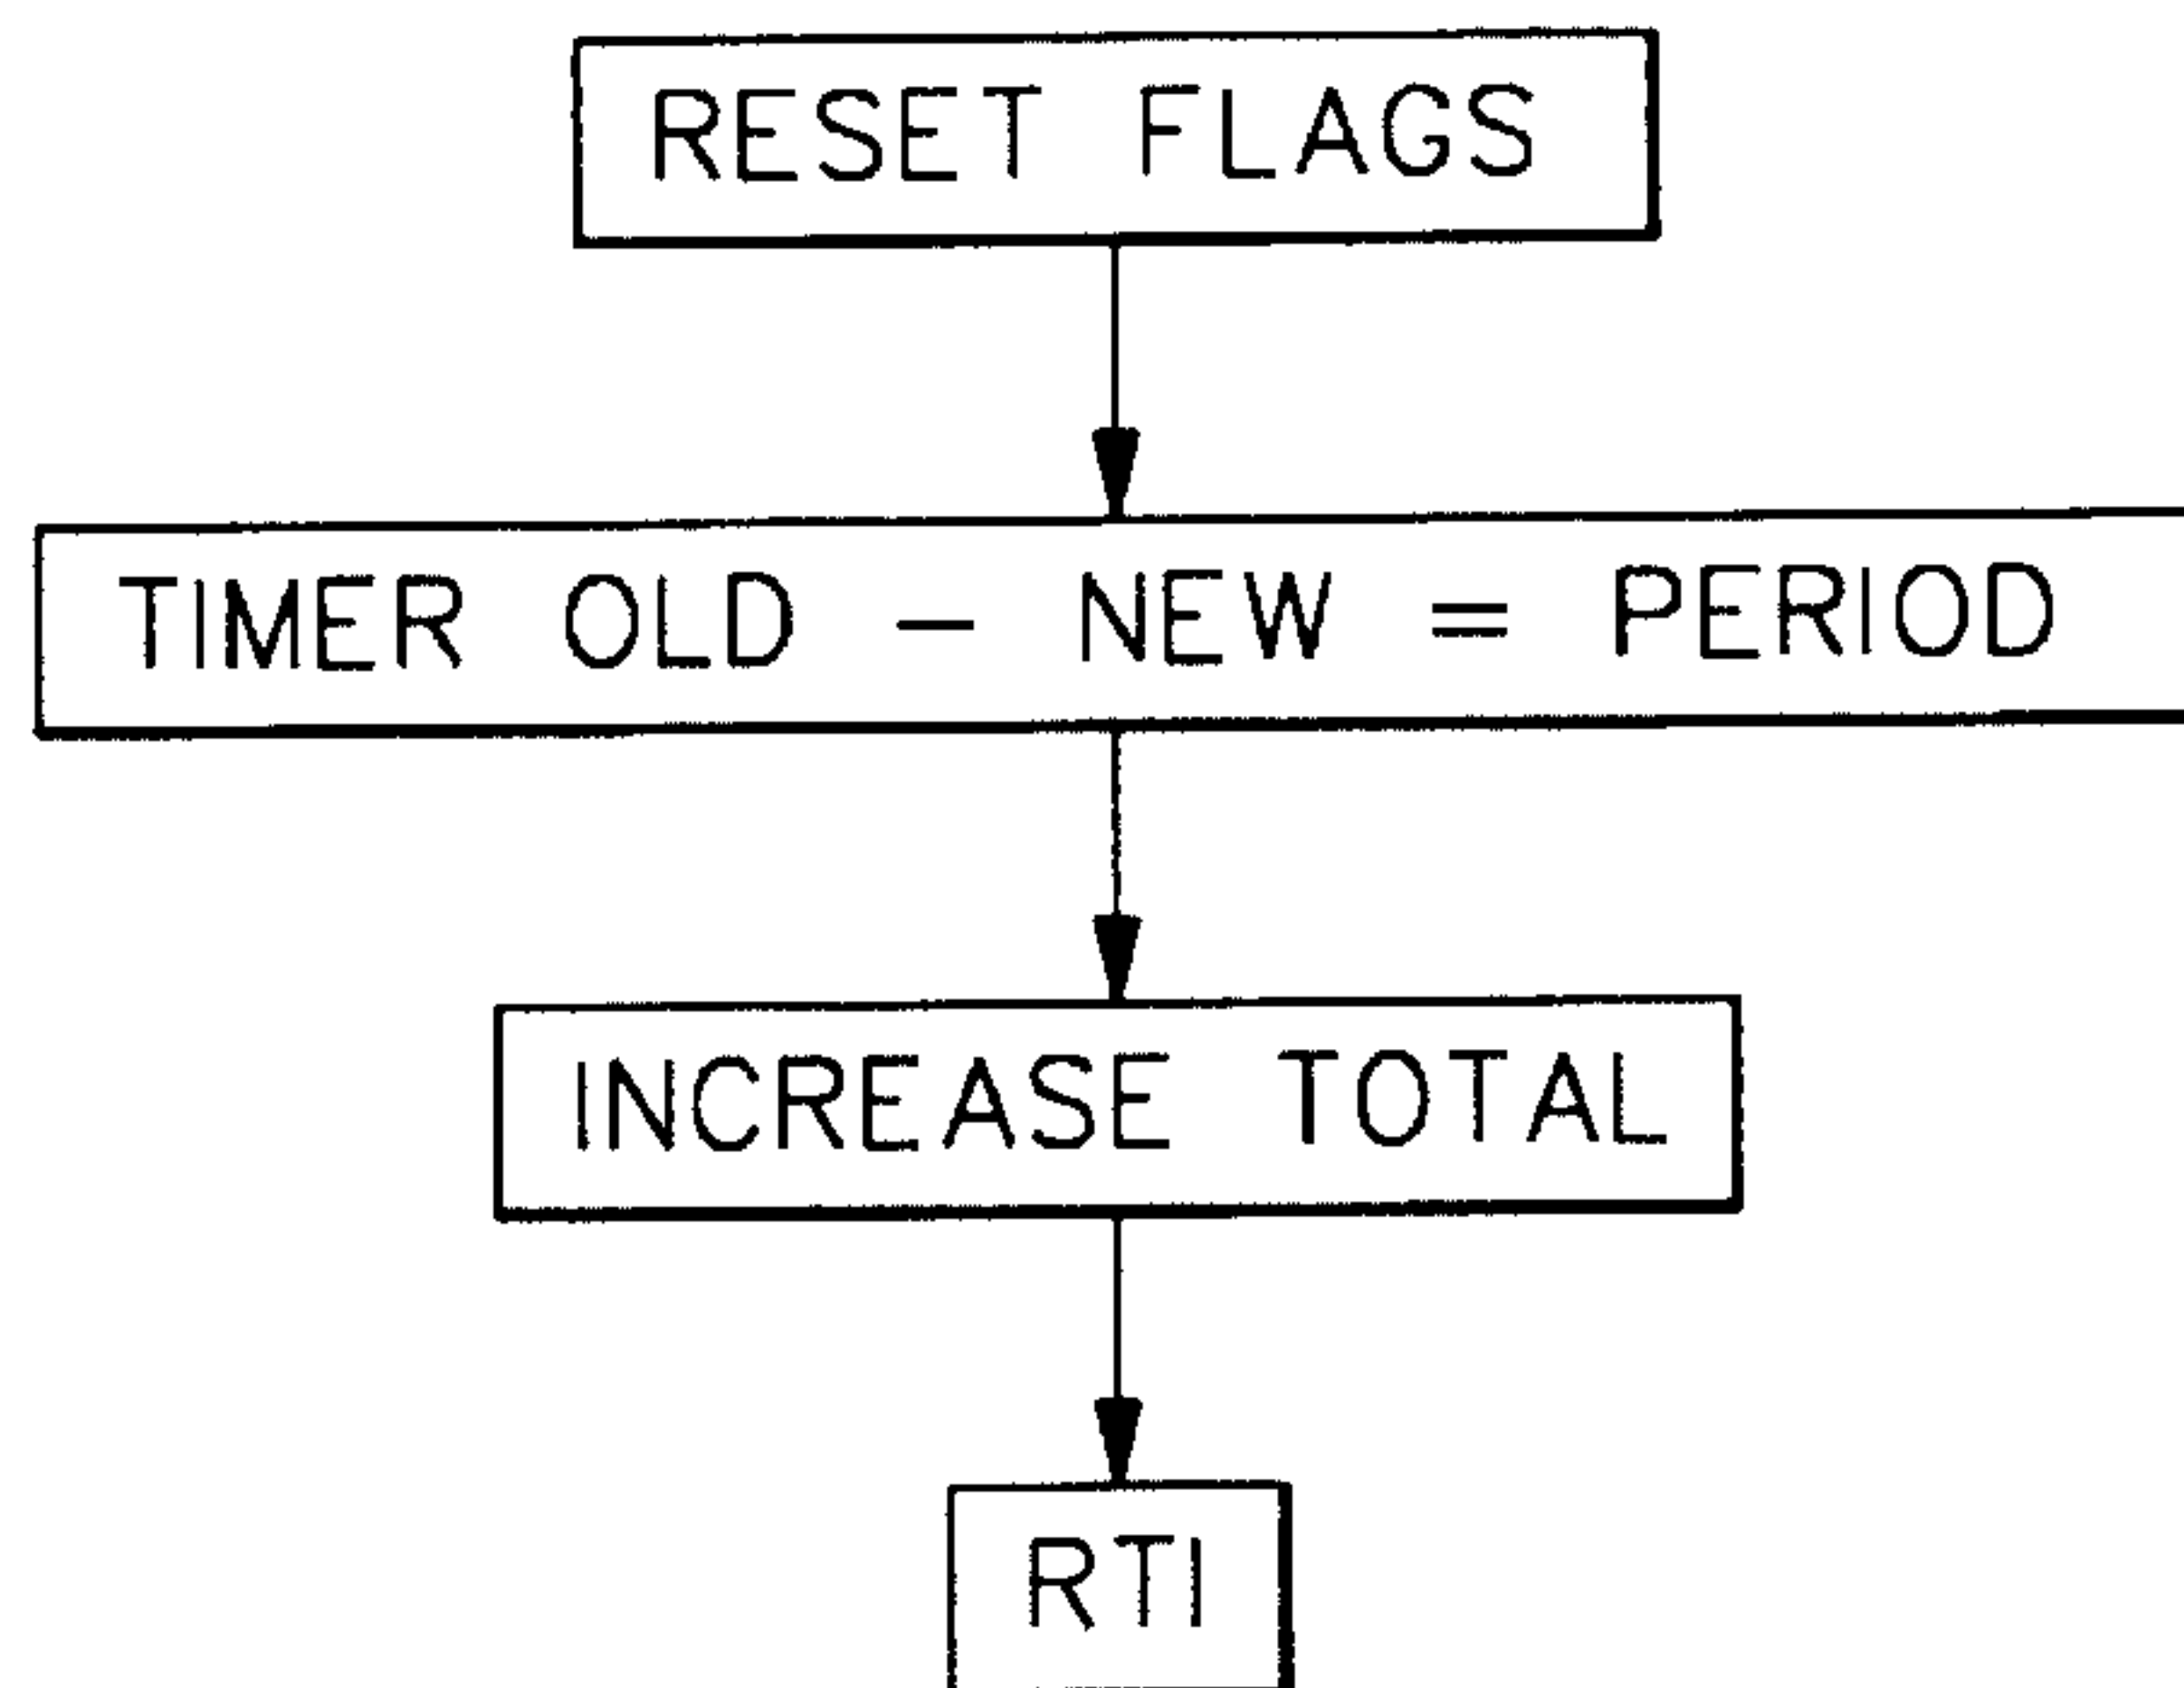 RESET FLAGS
TIMER OLD - NEW = PERIOD
INCREASE TOTAL
RTI